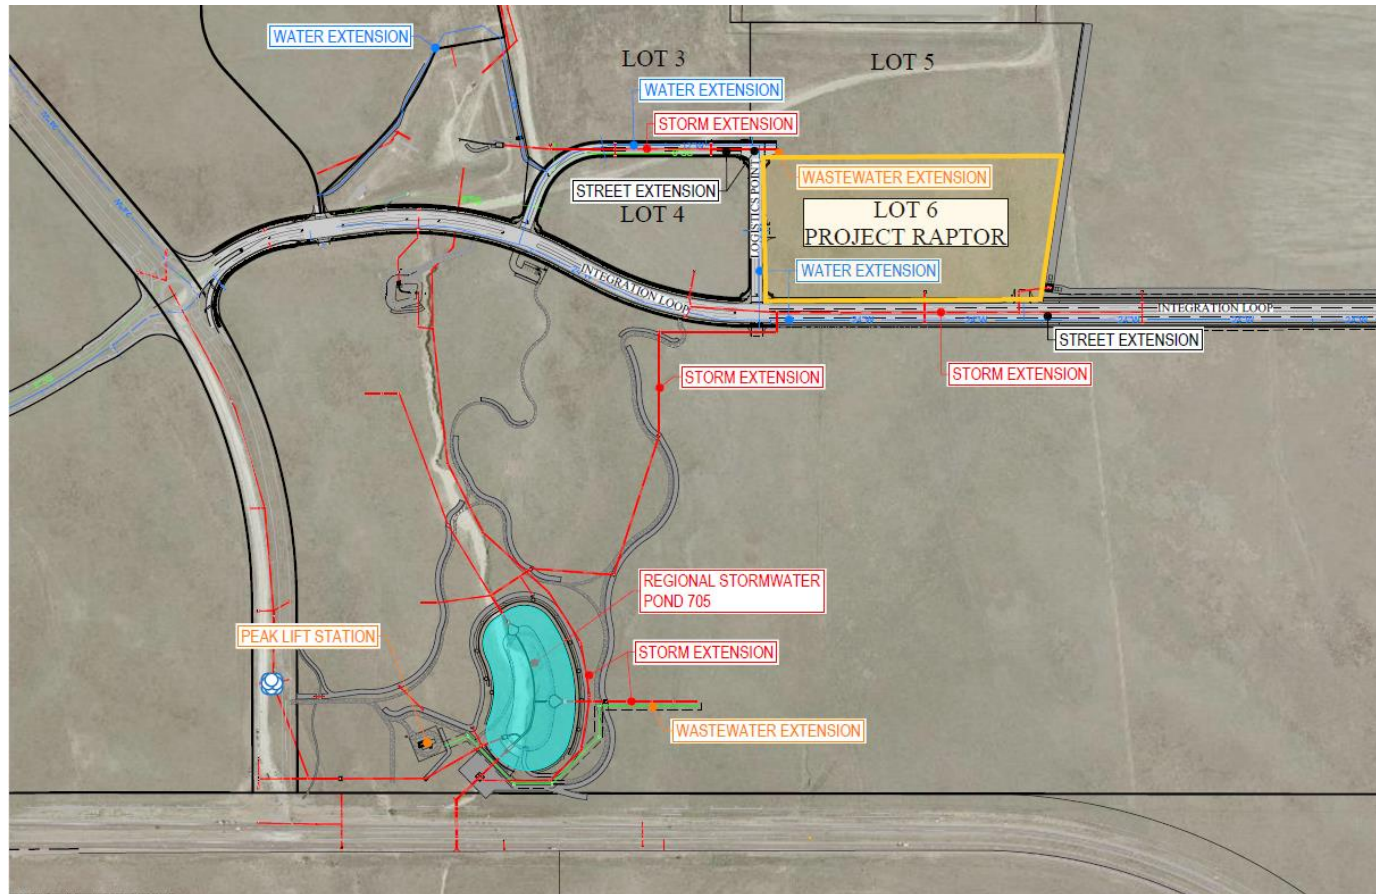 WATER EXTENSION
LOT 3
LOT 5
WATER EXTENSION
STORM EXTENSION
WASTEWATER EXTENSION
STREET EXTENSION
LOT 4
LOGISTICS POINT
LOT 6
PROJECT RAPTOR
WATER EXTENSION
INTEGRATION LOOP
INTEGRATION LOOP
STREET EXTENSION
STORM EXTENSION
STORM EXTENSION
REGIONAL STORMWATER
POND 705
PEAK LIFT STATION
STORM EXTENSION
WASTEWATER EXTENSION